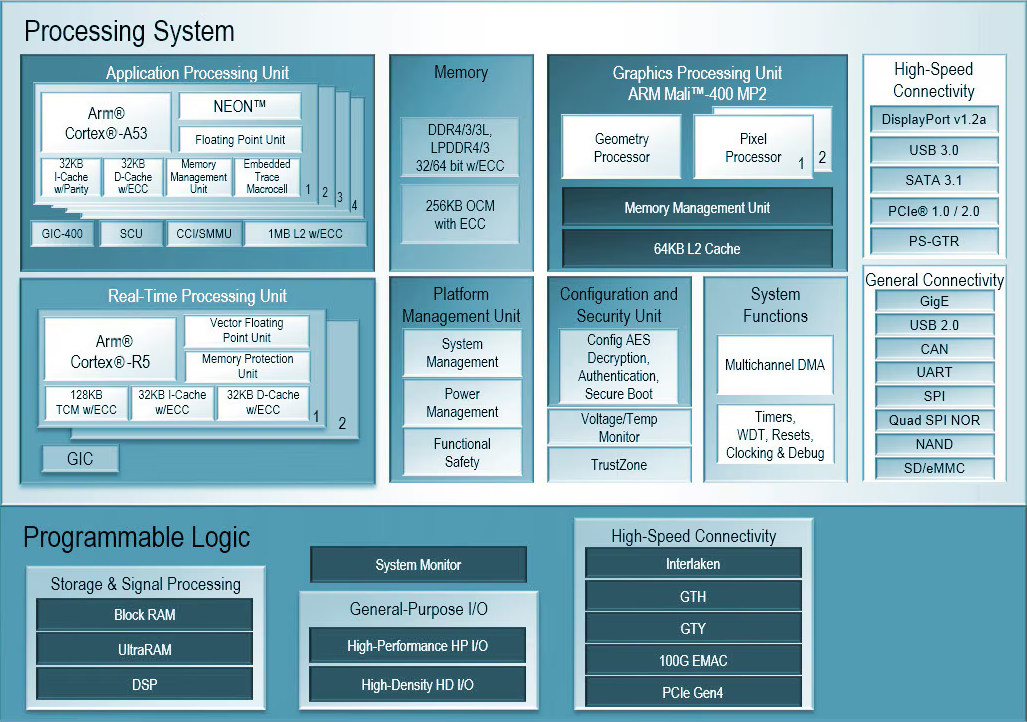 Processing System
Application Processing Unit
Arm®
Cortex®-A53
NEON™
Floating Point Unit
32KB
I-Cache
w/Parity
32KB
D-Cache
w/ECC
Memory
Management
Unit
Embedded
Trace
Macrocell
1
2
3
4
GIC-400
SCU
CCI/SMMU
1MB L2 w/ECC
Memory
DDR4/3/3L,
LPDDR4/3
32/64 bit w/ECC
256KB OCM
with ECC
Graphics Processing Unit
ARM Mali™-400 MP2
Geometry
Processor
Pixel
Processor
1
2
Memory Management Unit
64KB L2 Cache
High-Speed
Connectivity
DisplayPort v1.2a
USB 3.0
SATA 3.1
PCIe® 1.0 / 2.0
PS-GTR
Real-Time Processing Unit
Arm®
Cortex®-R5
Vector Floating
Point Unit
Memory Protection
Unit
128KB
TCM w/ECC
32KB I-Cache
w/ECC
32KB D-Cache
w/ECC
1
2
GIC
Platform
Management Unit
System
Management
Power
Management
Functional
Safety
Configuration and
Security Unit
Config AES
Decryption,
Authentication,
Secure Boot
Voltage/Temp
Monitor
TrustZone
System
Functions
Multichannel DMA
Timers,
WDT, Resets,
Clocking & Debug
General Connectivity
GigE
USB 2.0
CAN
UART
SPI
Quad SPI NOR
NAND
SD/eMMC
Programmable Logic
Storage & Signal Processing
Block RAM
UltraRAM
DSP
System Monitor
General-Purpose I/O
High-Performance HP I/O
High-Density HD I/O
High-Speed Connectivity
Interlaken
GTH
GTY
100G EMAC
PCIe Gen4